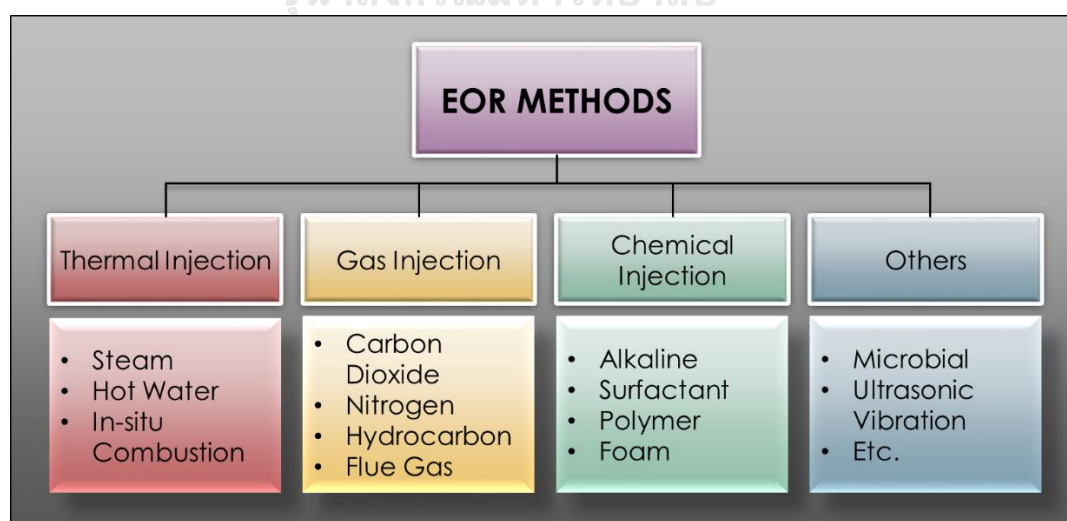 EOR METHODS
Thermal Injection
Gas Injection
Chemical
Injection
Others
• Steam
• Hot Water
• In-situ
Combustion
• Carbon
Dioxide
• Nitrogen
• Hydrocarbon
• Flue Gas
• Alkaline
• Surfactant
• Polymer
• Foam
• Microbial
• Ultrasonic
Vibration
• Etc.